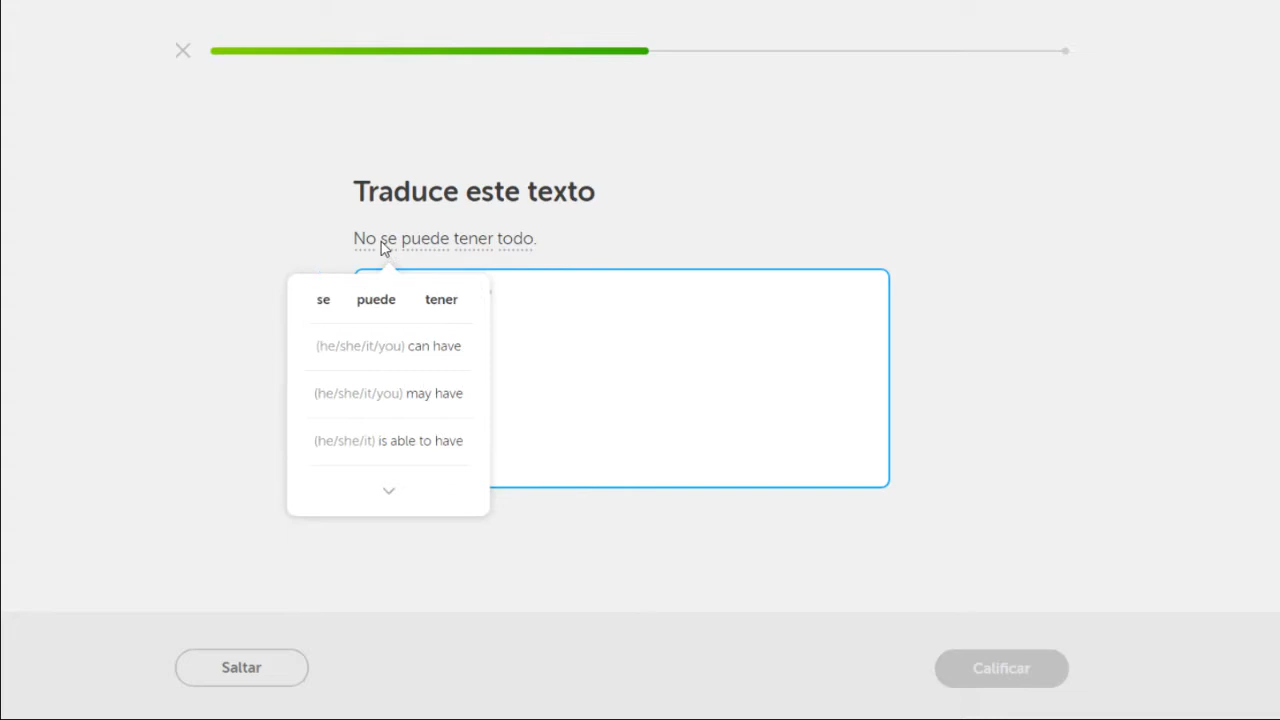 Traduce este texto
No se puede tener todo.
se puede tener
(he/she/it/you) can have
(he/she/it/you) may have
(he/she/it) is able to have
Saltar
Calificar